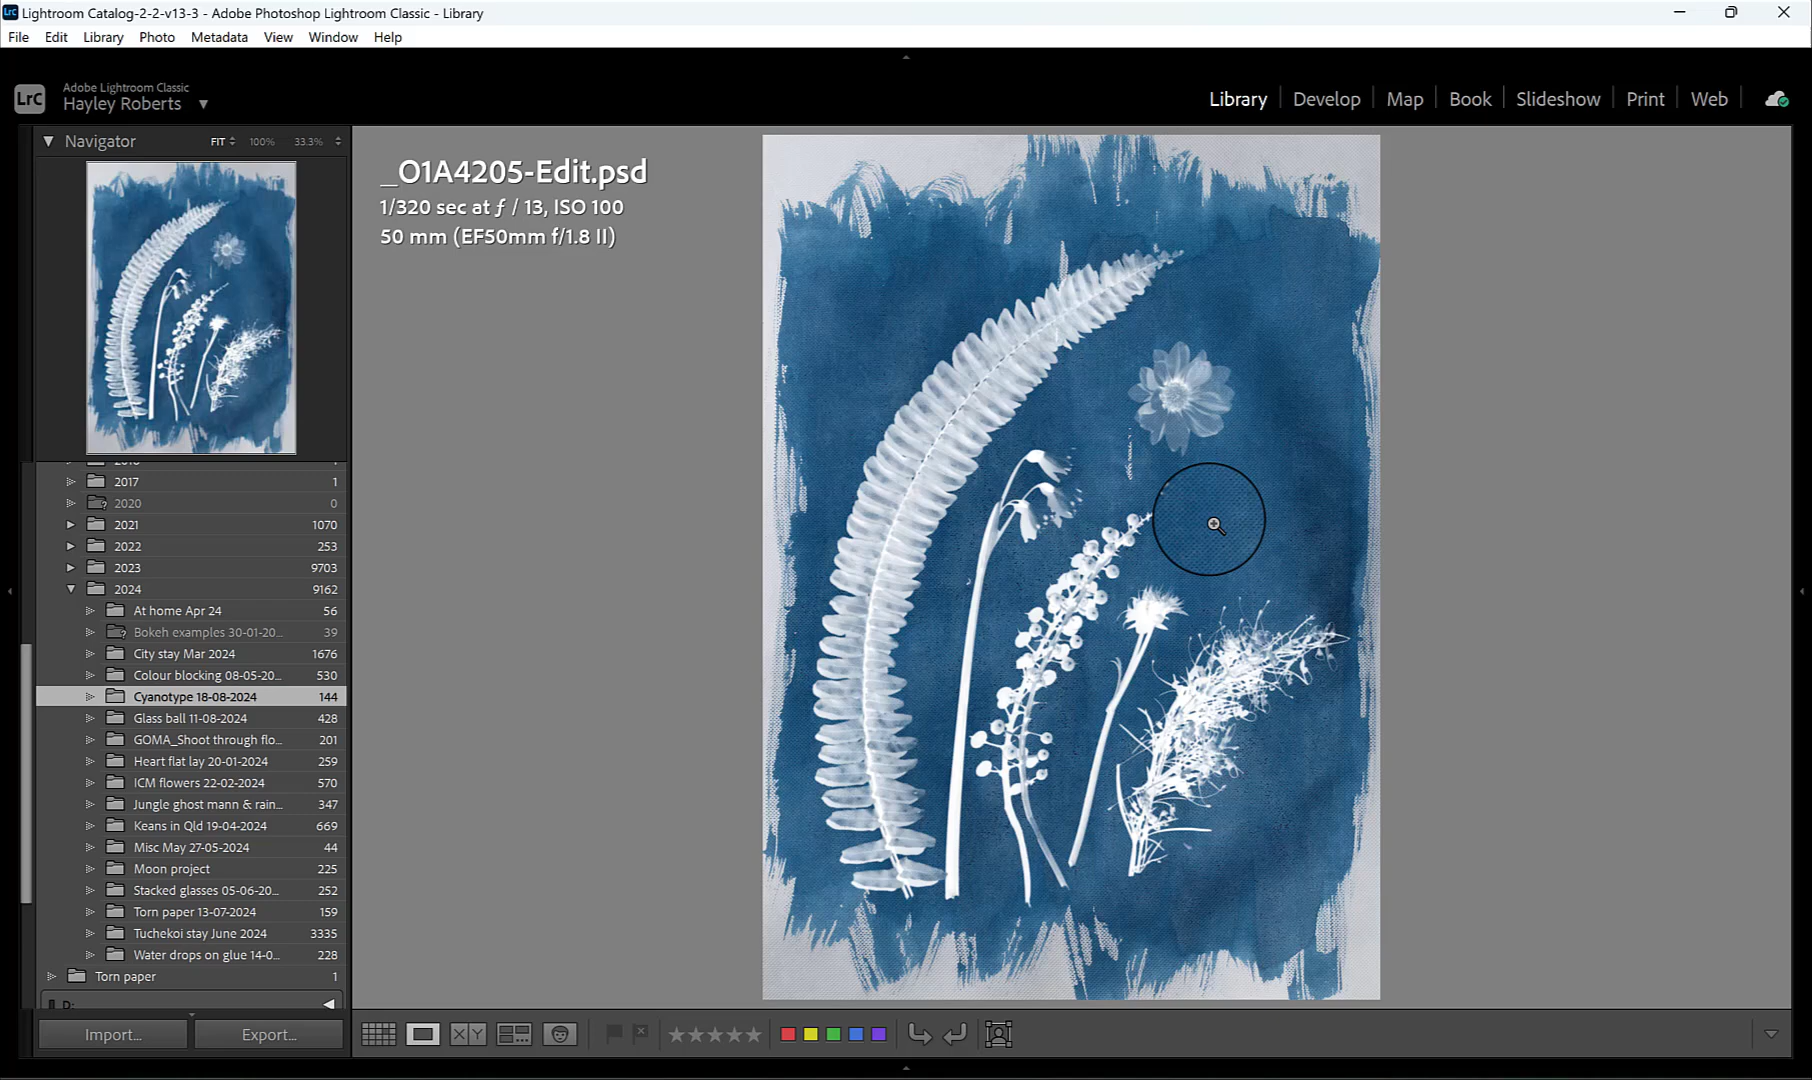 Lightroom Catalog-2-2-v13-3 - Adobe Photoshop Lightroom Classic - Library
File Edit Library Photo Metadata View Window Help
LrC
Adobe Lightroom Classic
Hayley Roberts
Library Develop Map Book Slideshow Print Web
Navigator FIT 100% 33.3%
_O1A4205-Edit.psd
1/320 sec at ƒ / 13, ISO 100
50 mm (EF50mm f/1.8 II)
2017 1
2020 0
2021 1070
2022 253
2023 9703
2024 9162
At home Apr 24 56
Bokeh examples 30-01-20... 39
City stay Mar 2024 1676
Colour blocking 08-05-20... 530
Cyanotype 18-08-2024 144
Glass ball 11-08-2024 428
GOMA_Shoot through flo... 201
Heart flat lay 20-01-2024 259
ICM flowers 22-02-2024 570
Jungle ghost mann & rain... 347
Keans in Qld 19-04-2024 669
Misc May 27-05-2024 44
Moon project 225
Stacked glasses 05-06-20... 252
Torn paper 13-07-2024 159
Tuchekoi stay June 2024 3335
Water drops on glue 14-0... 228
Torn paper 1
D:
Import... Export...
XY